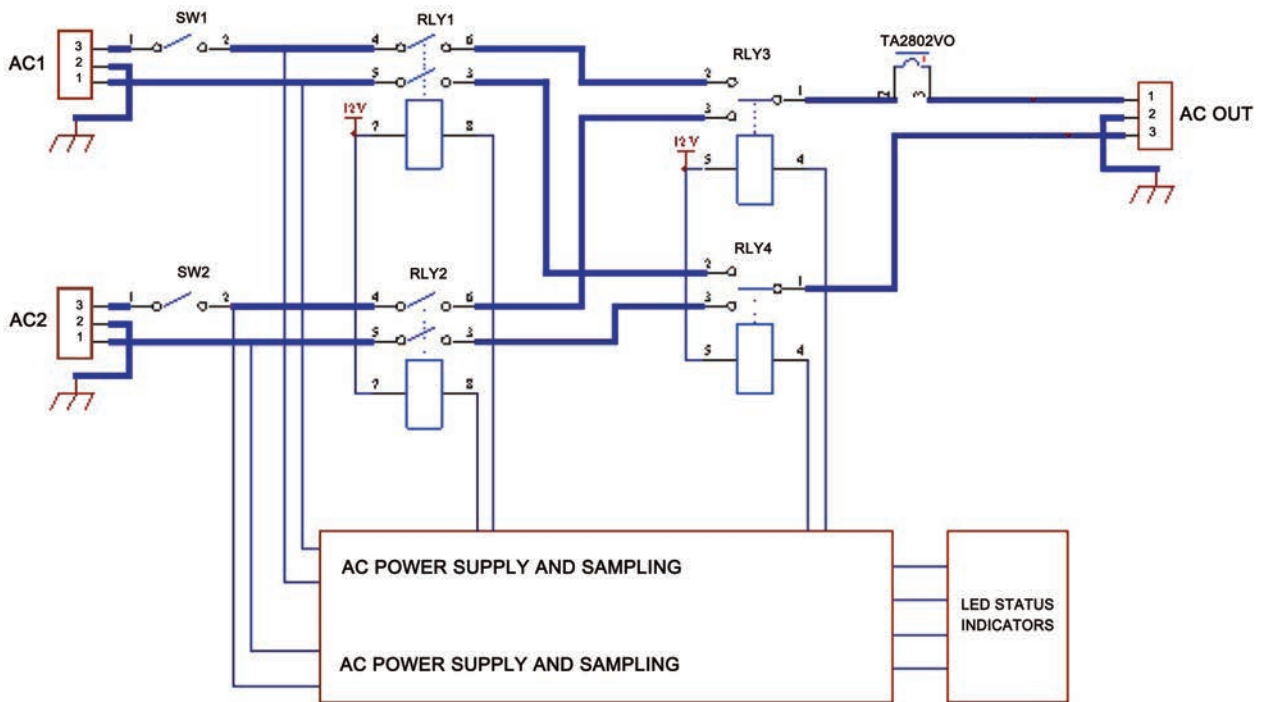 SW1
RLY1
1 2 4 6
AC1
3
2
1
5 3
RLY3
2
3
1
TA2802VO
2 3
1
2
3
AC OUT
12V
7 8
12V
5 4
SW2
RLY2
RLY4
1 2 4 6
AC2
3
2
1
5 3
2
3
1
7 8
5 4
AC POWER SUPPLY AND SAMPLING
LED STATUS
INDICATORS
AC POWER SUPPLY AND SAMPLING